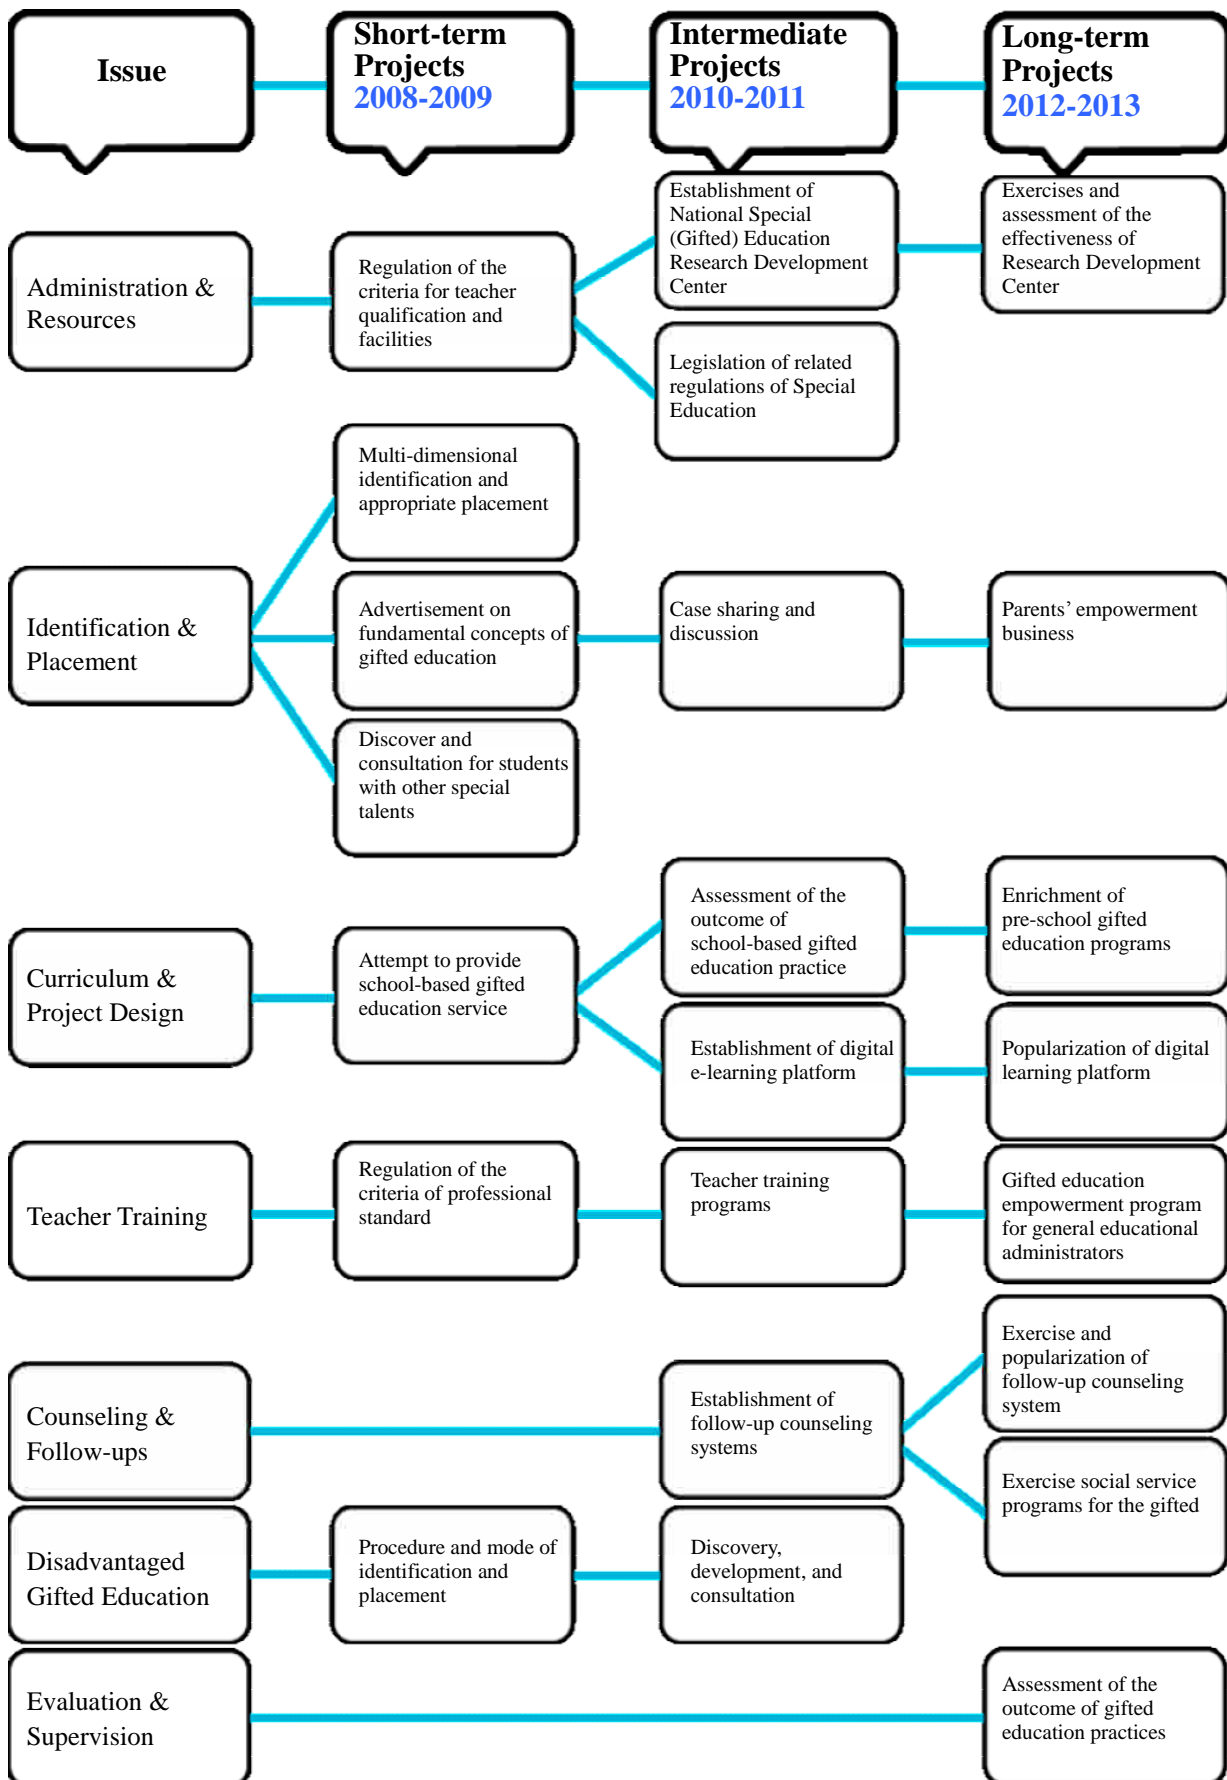 Issue
Short-term
Projects
2008-2009
Intermediate
Projects
2010-2011
Long-term
Projects
2012-2013
Administration &
Resources
Regulation of the
criteria for teacher
qualification and
facilities
Establishment of
National Special
(Gifted) Education
Research Development
Center
Exercises and
assessment of the
effectiveness of
Research Development
Center
Legislation of related
regulations of Special
Education
Identification &
Placement
Multi-dimensional
identification and
appropriate placement
Advertisement on
fundamental concepts of
gifted education
Case sharing and
discussion
Parents’ empowerment
business
Discover and
consultation for students
with other special
talents
Curriculum &
Project Design
Attempt to provide
school-based gifted
education service
Assessment of the
outcome of
school-based gifted
education practice
Enrichment of
pre-school gifted
education programs
Establishment of digital
e-learning platform
Popularization of digital
learning platform
Teacher Training
Regulation of the
criteria of professional
standard
Teacher training
programs
Gifted education
empowerment program
for general educational
administrators
Counseling &
Follow-ups
Establishment of
follow-up counseling
systems
Exercise and
popularization of
follow-up counseling
system
Exercise social service
programs for the gifted
Disadvantaged
Gifted Education
Procedure and mode of
identification and
placement
Discovery,
development, and
consultation
Evaluation &
Supervision
Assessment of the
outcome of gifted
education practices